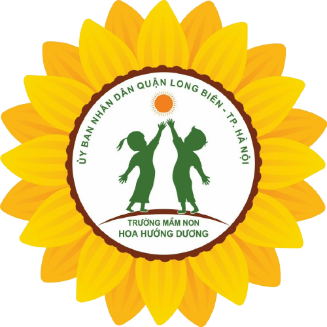 ỦY BAN NHÂN DÂN QUẬN LONG BIÊN - TP. HÀ NỘI
TRƯỜNG MẦM NON
HOA HƯỚNG DƯƠNG